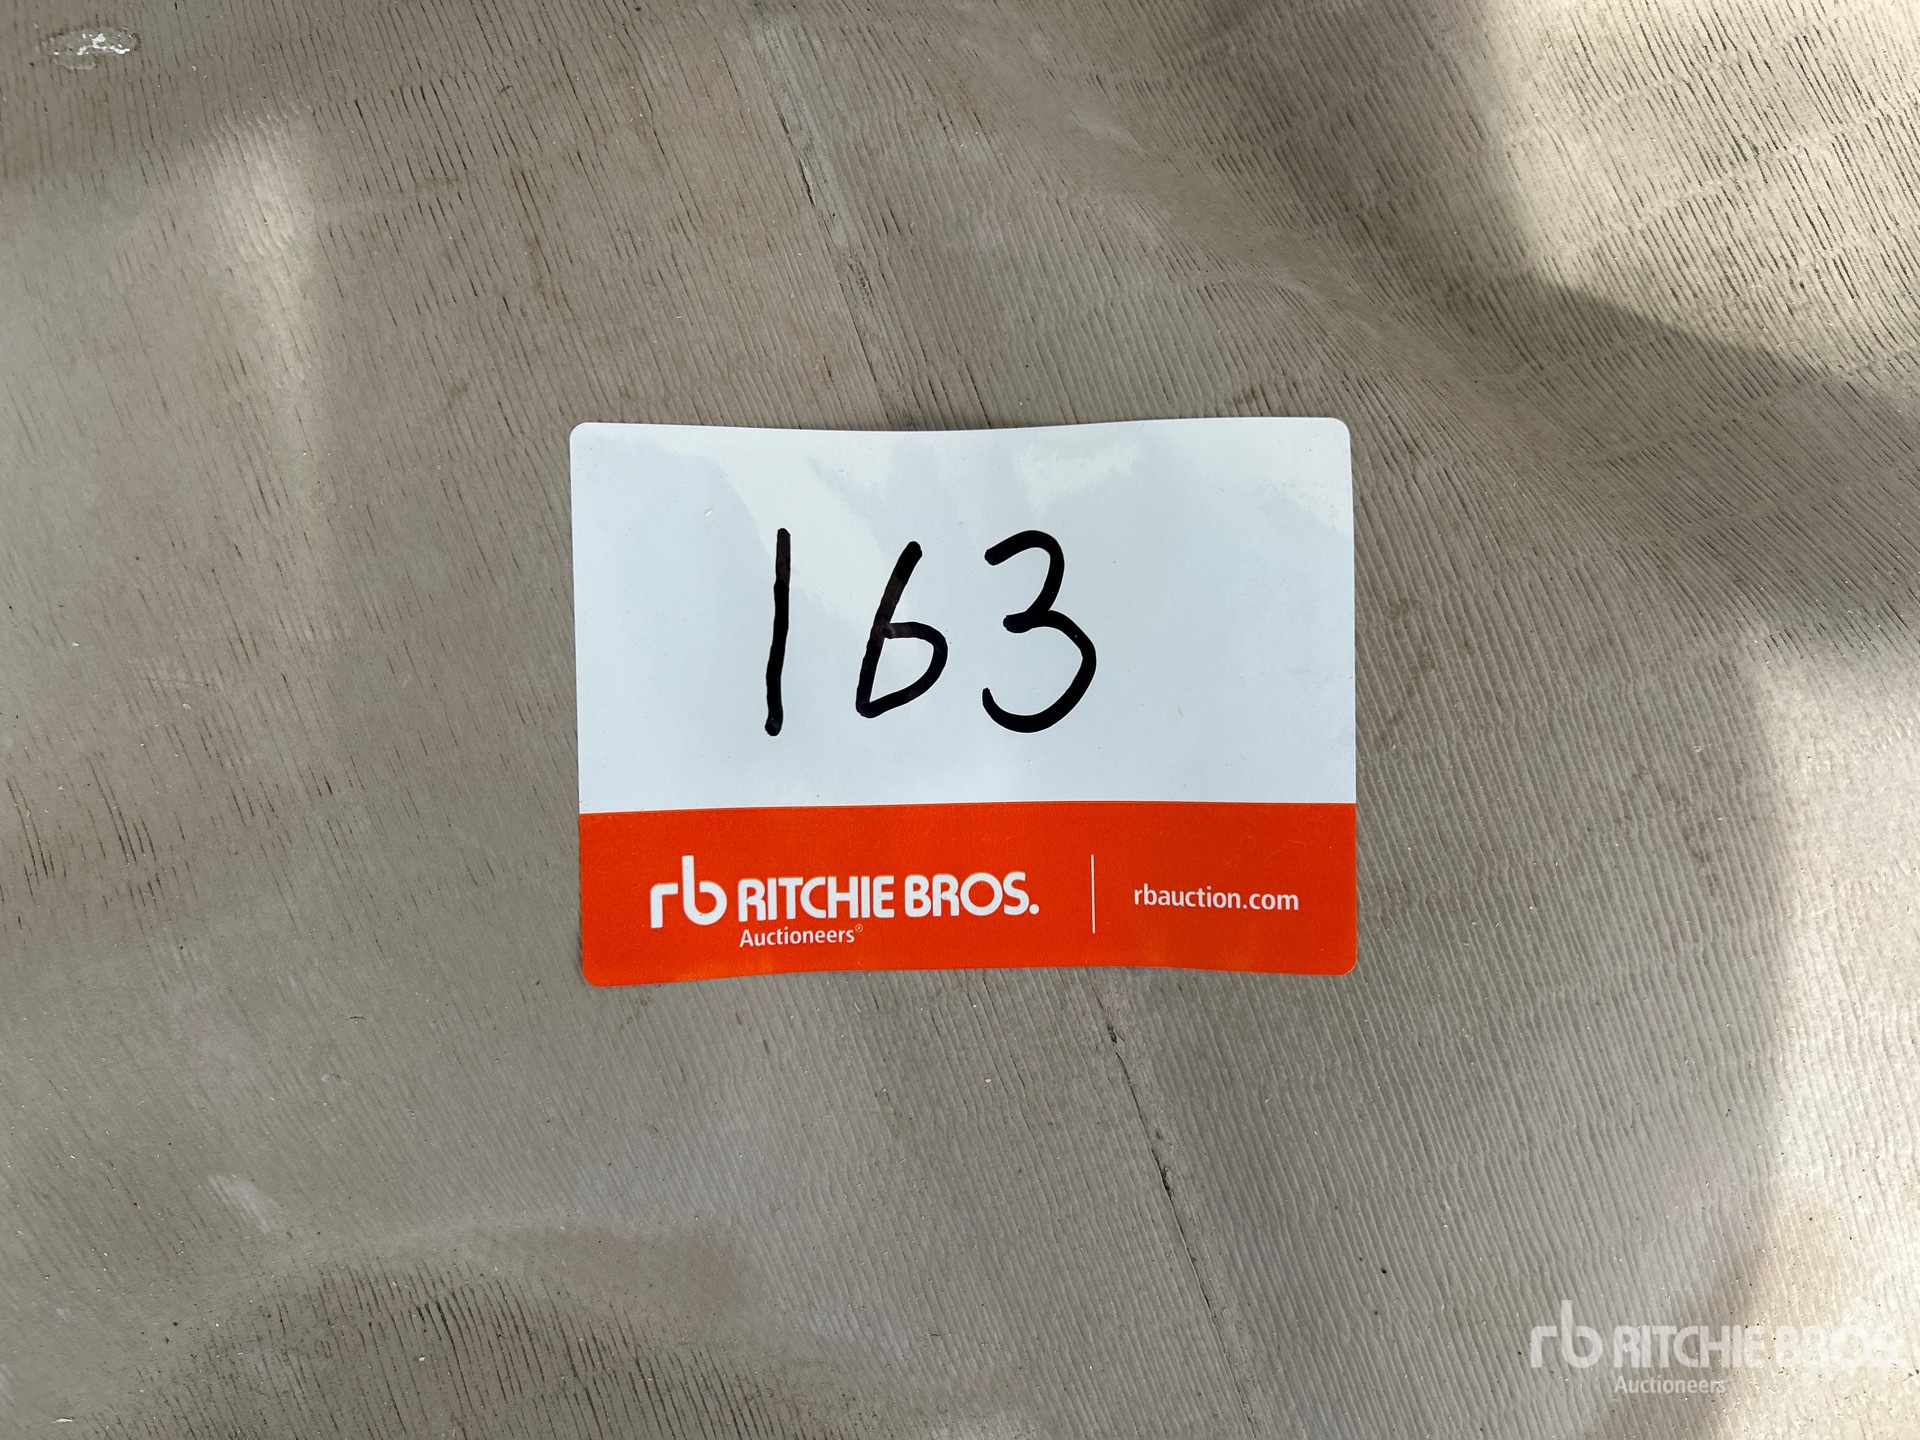 163
rb RITCHIE BROS.
Auctioneers®
rbauction.com
rb RITCHIE BROS.
Auctioneers